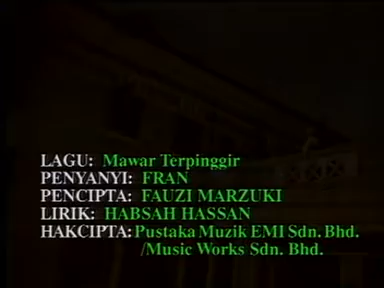 LAGU: Mawar Terpinggir
PENYANYI: FRAN
PENCIPTA: FAUZI MARZUKI
LIRIK: HABSAH HASSAN
HAKCIPTA: Pustaka Muzik EMI Sdn. Bhd.
/Music Works Sdn. Bhd.